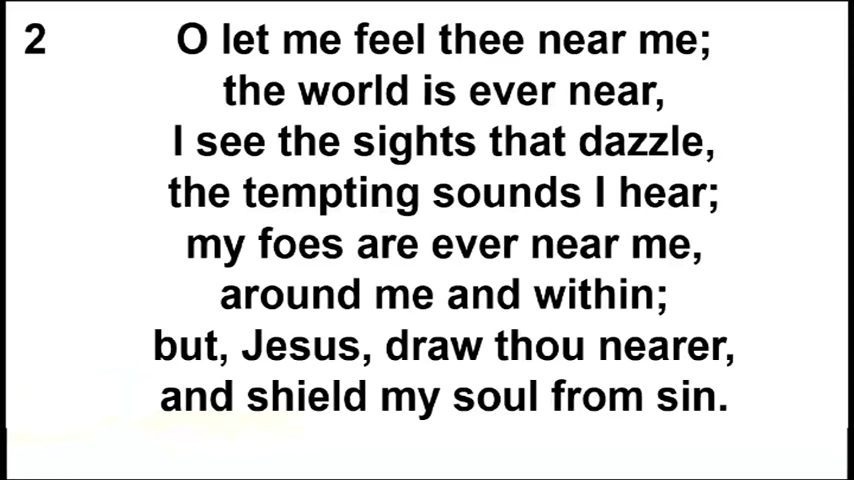 2
O let me feel thee near me;
the world is ever near,
I see the sights that dazzle,
the tempting sounds I hear;
my foes are ever near me,
around me and within;
but, Jesus, draw thou nearer,
and shield my soul from sin.